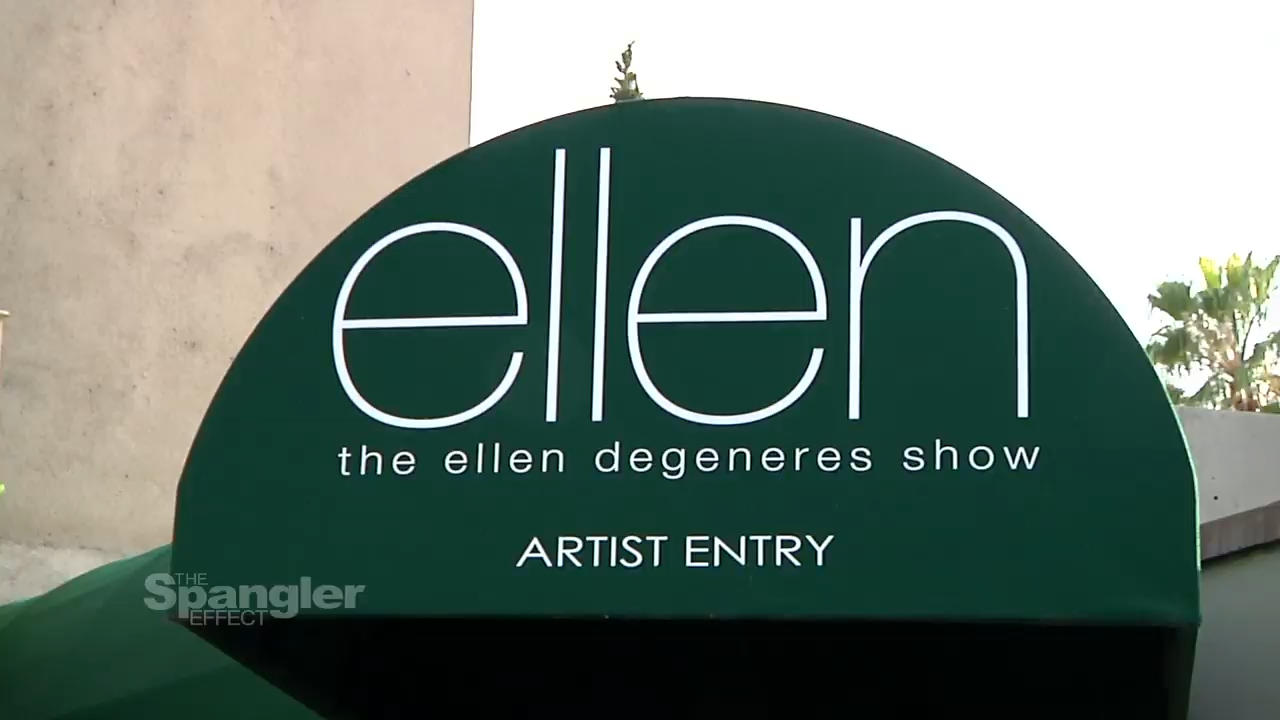 ellen
the ellen degeneres show
ARTIST ENTRY
THE
Spangler
EFFECT